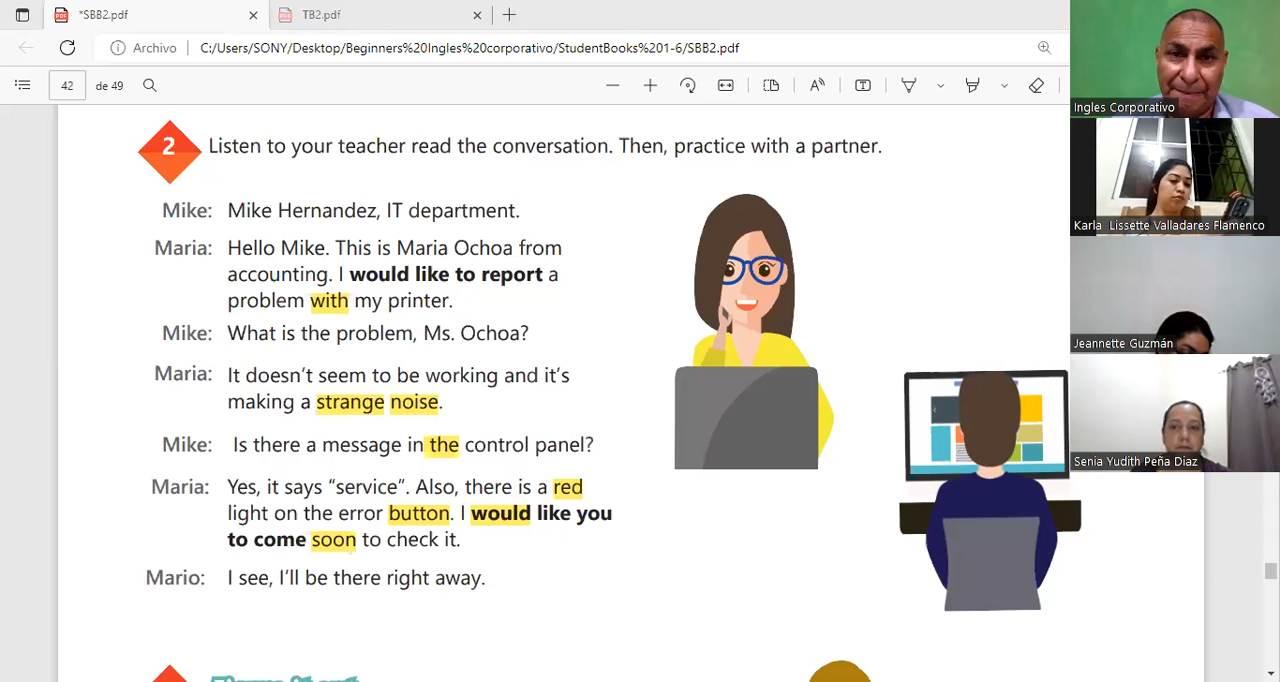 *SBB2.pdf
TB2.pdf
Archivo
C:/Users/SONY/Desktop/Beginners%20Ingles%20corporativo/StudentBooks%201-6/SBB2.pdf
42
de 49
2
Listen to your teacher read the conversation. Then, practice with a partner.
Mike: Mike Hernandez, IT department.
Maria: Hello Mike. This is Maria Ochoa from
accounting. I would like to report a
problem with my printer.
Mike: What is the problem, Ms. Ochoa?
Maria: It doesn't seem to be working and it's
making a strange noise.
Mike: Is there a message in the control panel?
Maria: Yes, it says “service”. Also, there is a red
light on the error button. I would like you
to come soon to check it.
Mario: I see, I'll be there right away.
Ingles Corporativo
Karla Lissette Valladares Flamenco
Jeannette Guzmán
Senia Yudith Peña Diaz